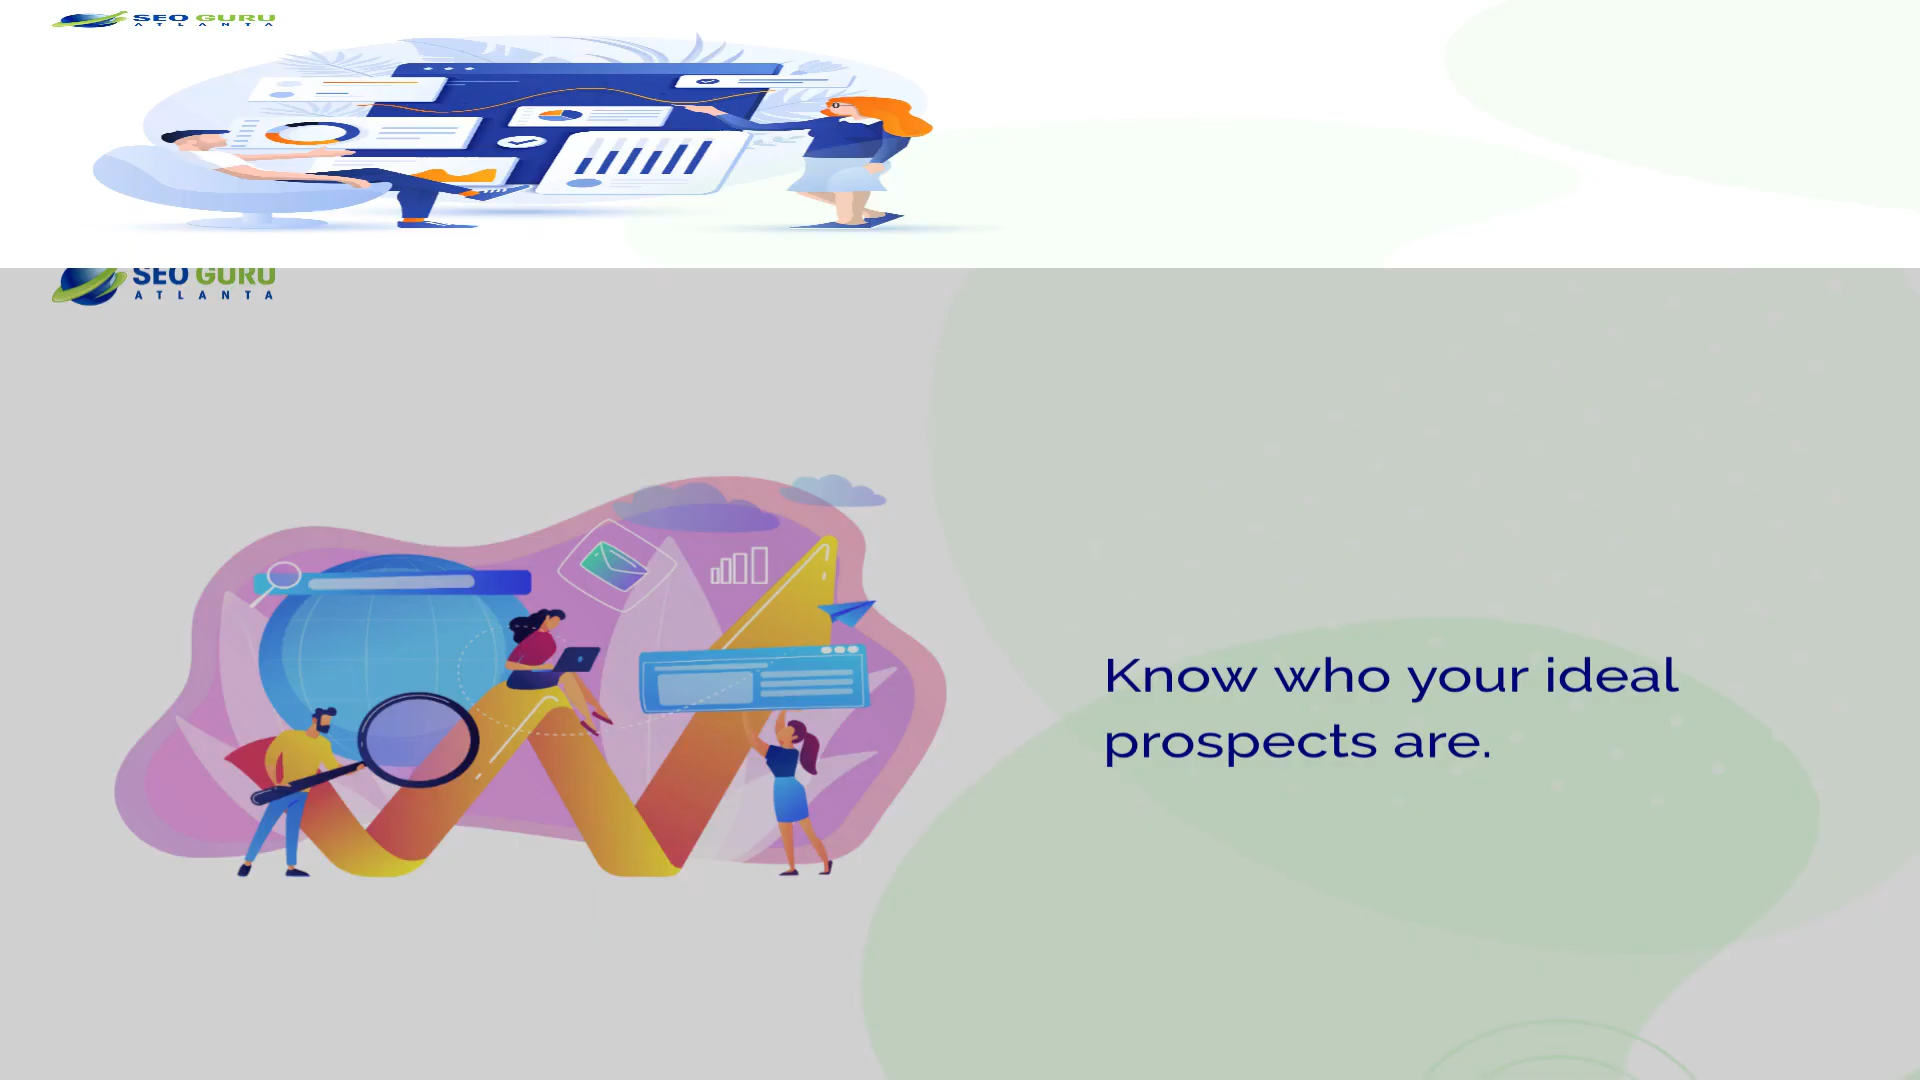 SEO GURU
ATLANTA
SEO GURU
ATLANTA
Know who your ideal
prospects are.